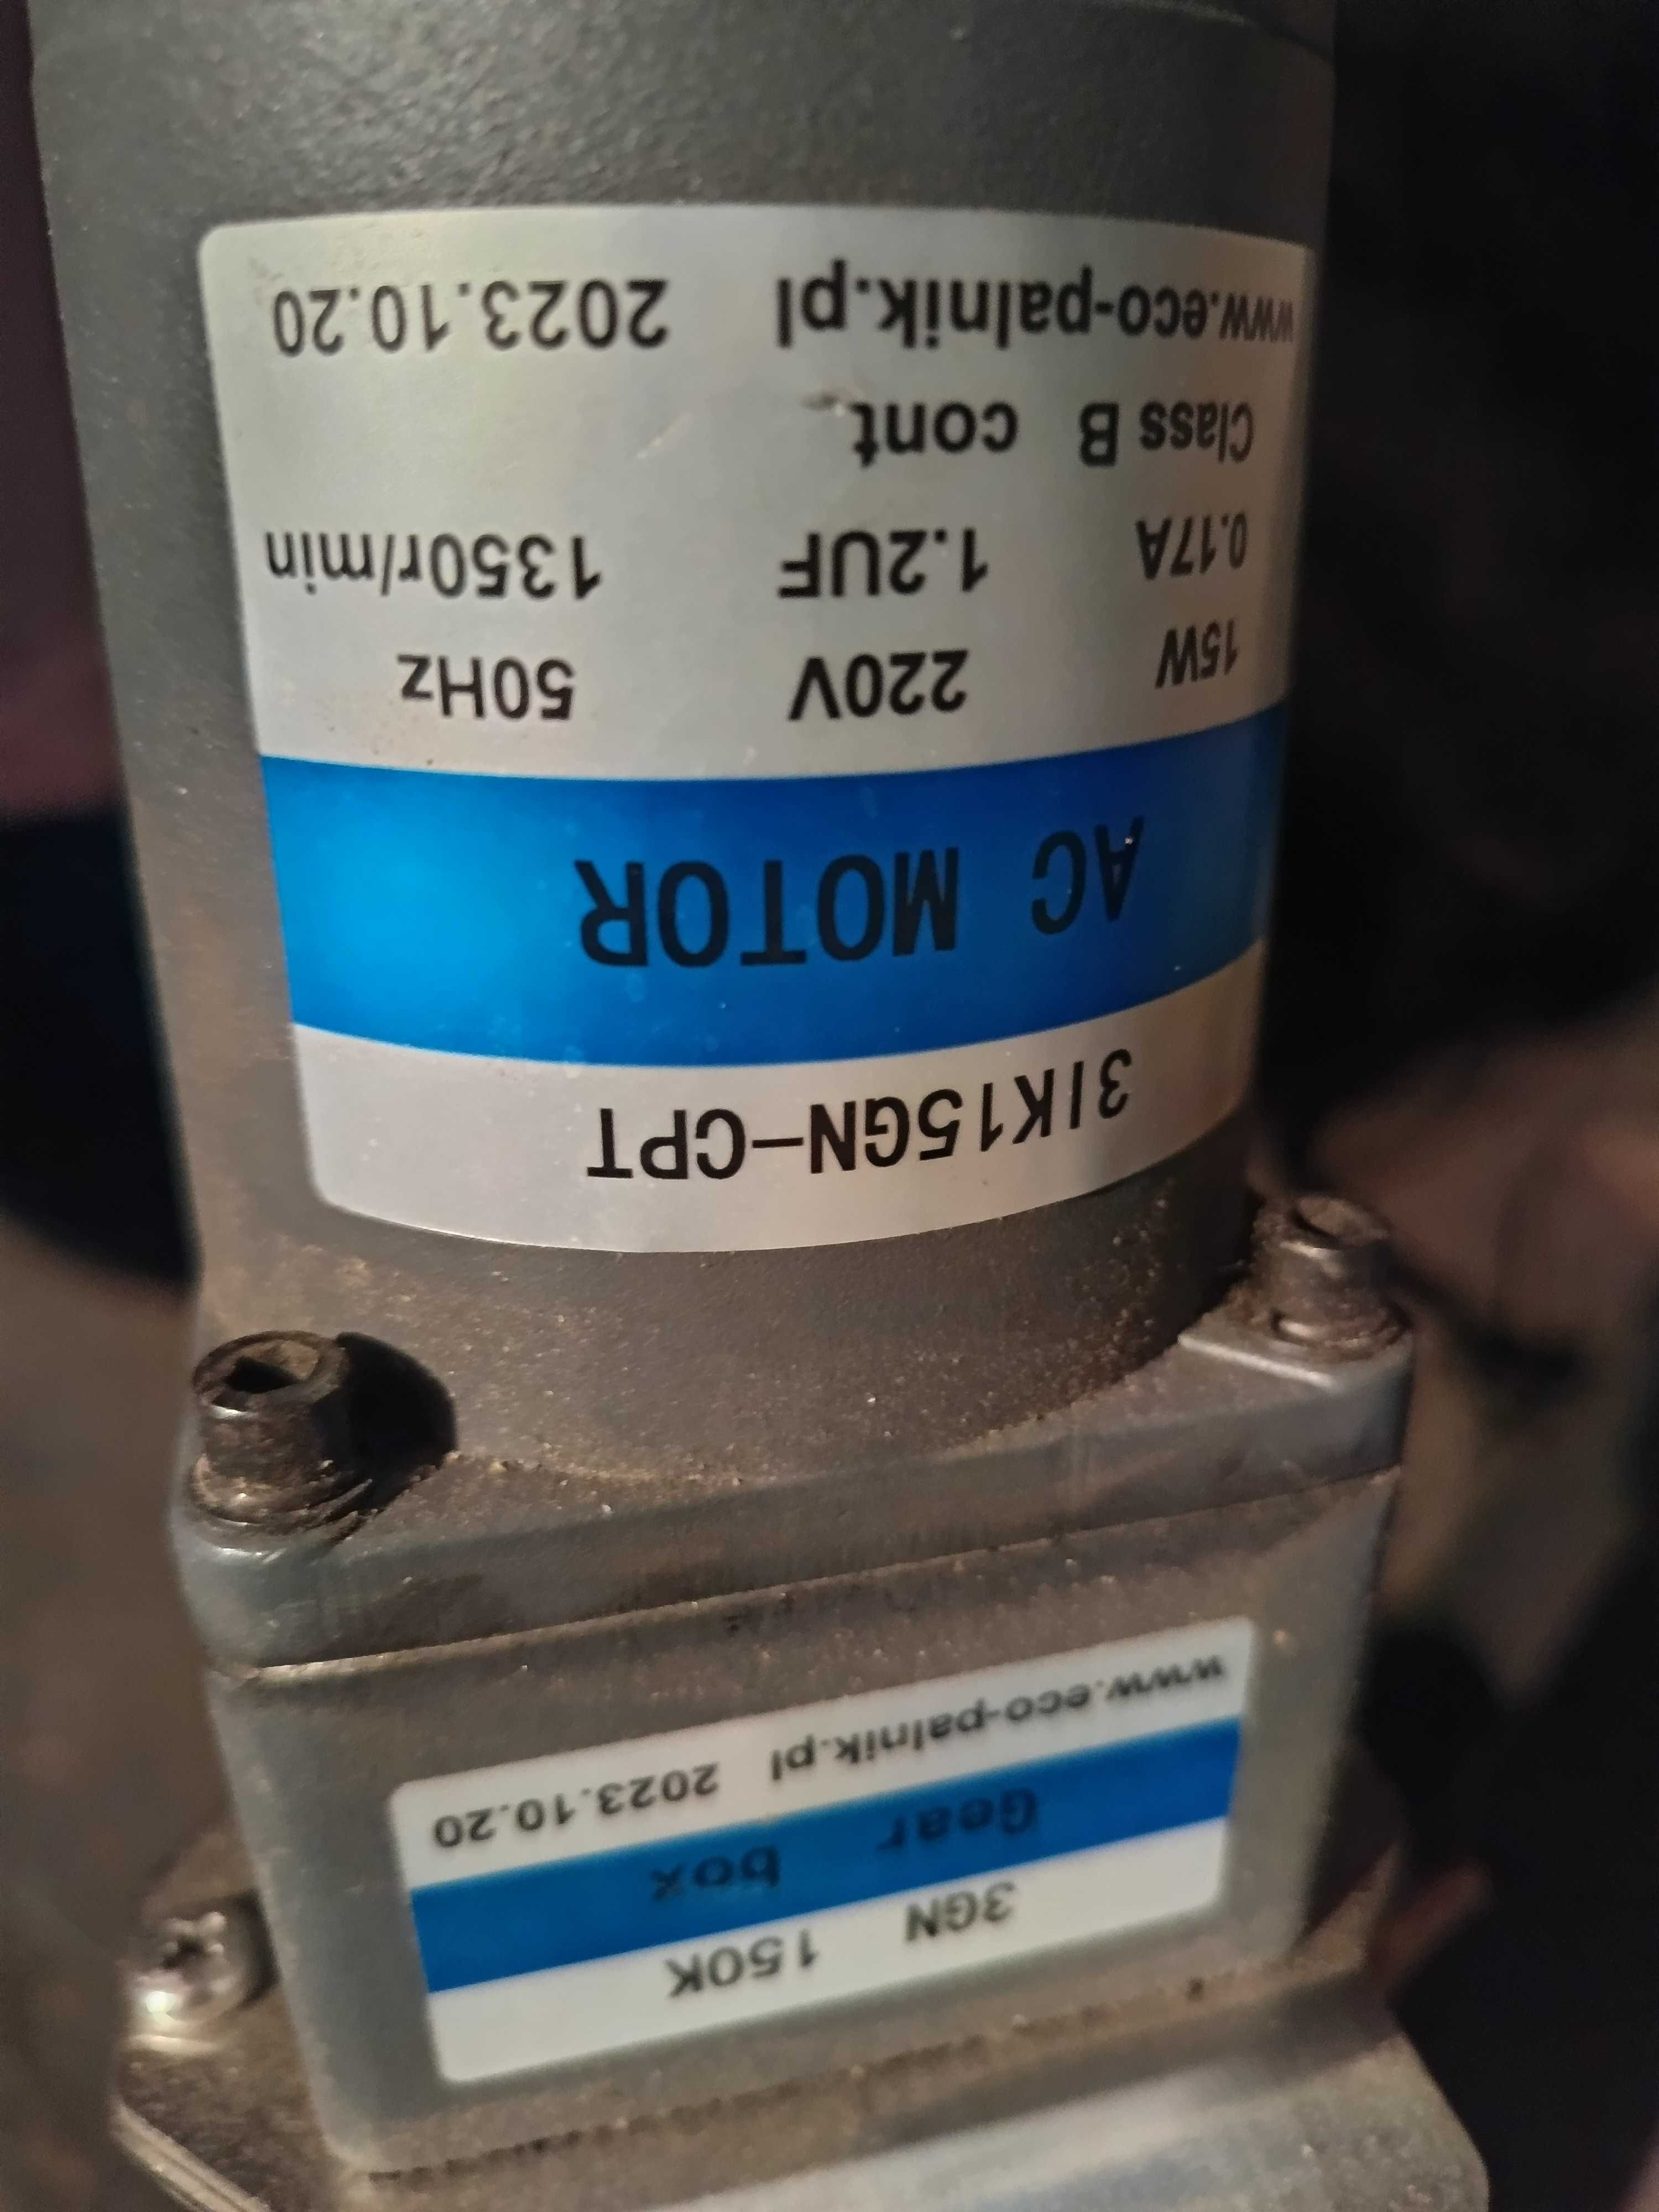 3IK15GN-CPT
AC MOTOR
15W 220V 50Hz
0.17A 1.2UF 1350r/min
Class B cont
www.eco-palnik.pl 2023.10.20
3GN 150K
Gear box
www.eco-palnik.pl 2023.10.20